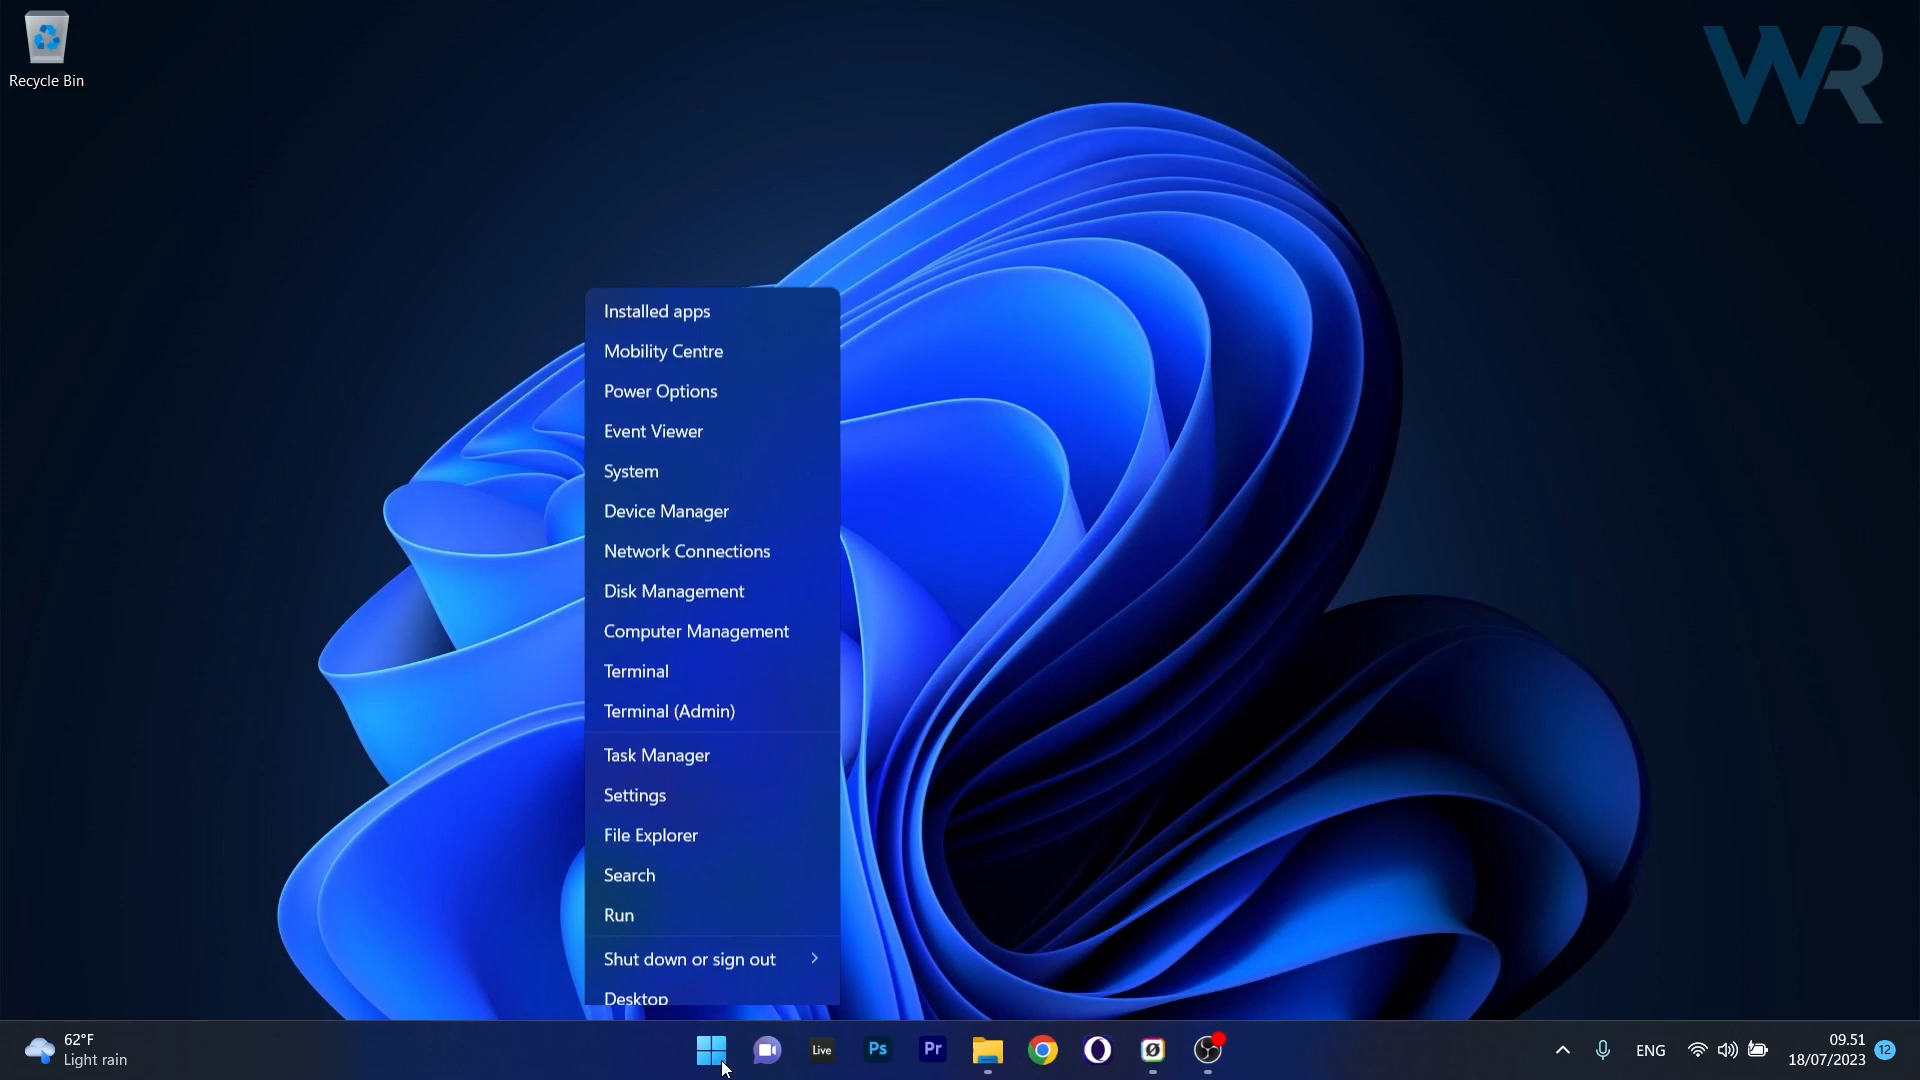 Recycle Bin
WR
Installed apps
Mobility Centre
Power Options
Event Viewer
System
Device Manager
Network Connections
Disk Management
Computer Management
Terminal
Terminal (Admin)
Task Manager
Settings
File Explorer
Search
Run
Shut down or sign out
Desktop
62°F
Light rain
Live
Ps
Pr
ENG
09.51
18/07/2023
12